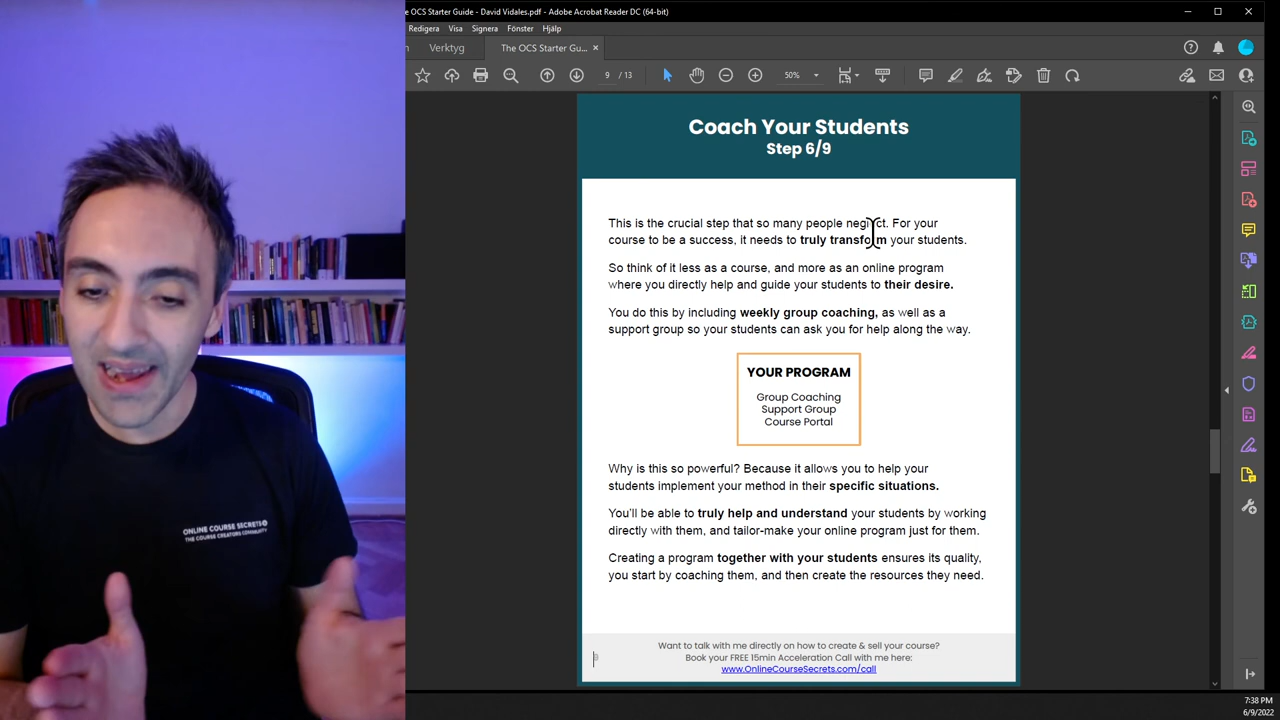 e OCS Starter Guide - David Vidales.pdf - Adobe Acrobat Reader DC (64-bit)
Redigera Visa Signera Fönster Hjälp
Verktyg The OCS Starter Gu... ×
9 / 13 50%
Coach Your Students
Step 6/9
This is the crucial step that so many people neglect. For your
course to be a success, it needs to truly transform your students.
So think of it less as a course, and more as an online program
where you directly help and guide your students to their desire.
You do this by including weekly group coaching, as well as a
support group so your students can ask you for help along the way.
YOUR PROGRAM
Group Coaching
Support Group
Course Portal
Why is this so powerful? Because it allows you to help your
students implement your method in their specific situations.
You'll be able to truly help and understand your students by working
directly with them, and tailor-make your online program just for them.
Creating a program together with your students ensures its quality,
you start by coaching them, and then create the resources they need.
Want to talk with me directly on how to create & sell your course?
Book your FREE 15min Acceleration Call with me here:
www.OnlineCourseSecrets.com/call
ONLINE COURSE SECRETS
THE COURSE CREATORS COMMUNITY
7:38 PM
6/9/2022